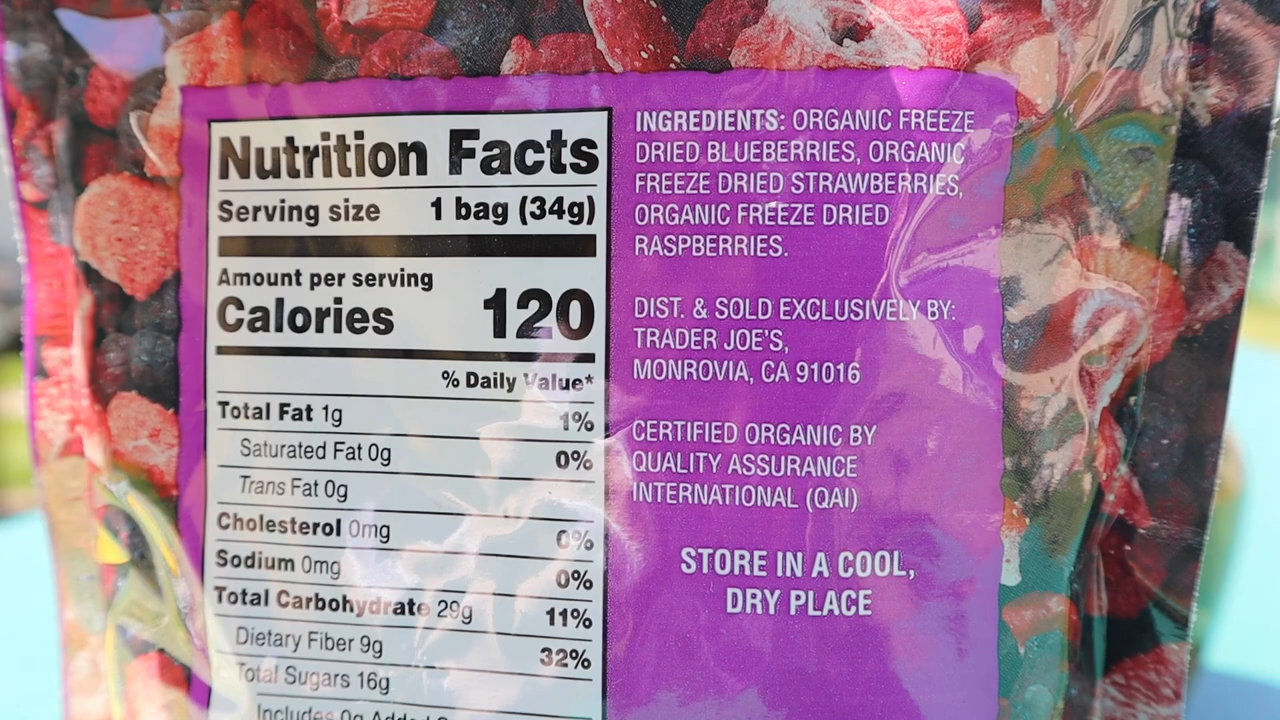 Nutrition Facts
Serving size 1 bag (34g)
Amount per serving
Calories 120
% Daily Value*
Total Fat 1g 1%
Saturated Fat 0g 0%
Trans Fat 0g
Cholesterol 0mg 0%
Sodium 0mg 0%
Total Carbohydrate 29g 11%
Dietary Fiber 9g 32%
Total Sugars 16g
Includes 0g Added
INGREDIENTS: ORGANIC FREEZE
DRIED BLUEBERRIES, ORGANIC
FREEZE DRIED STRAWBERRIES,
ORGANIC FREEZE DRIED
RASPBERRIES.
DIST. & SOLD EXCLUSIVELY BY:
TRADER JOE'S,
MONROVIA, CA 91016
CERTIFIED ORGANIC BY
QUALITY ASSURANCE
INTERNATIONAL (QAI)
STORE IN A COOL,
DRY PLACE